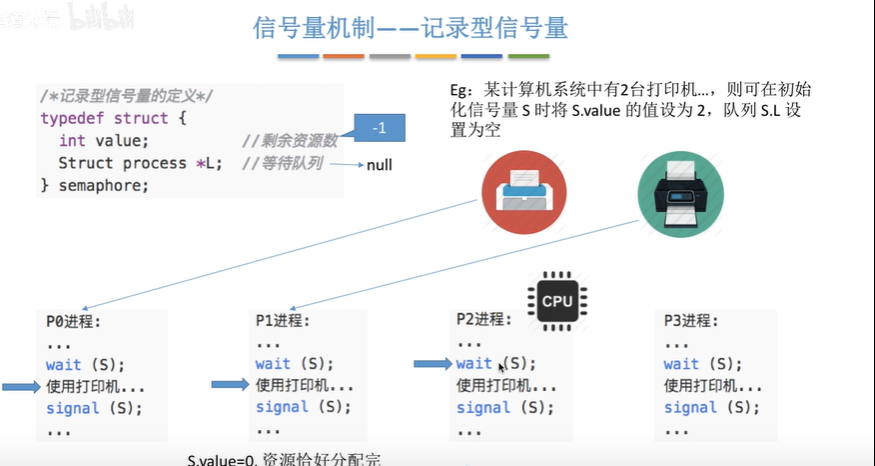 bilibili
信号量机制——记录型信号量
/*记录型信号量的定义*/
typedef struct {
int value; //剩余资源数
Struct process *L; //等待队列
} semaphore;
-1
null
Eg：某计算机系统中有2台打印机...，则可在初始
化信号量 S 时将 S.value 的值设为 2，队列 S.L 设
置为空
CPU
P0进程:
...
wait (S);
使用打印机...
signal (S);
...
P1进程:
...
wait (S);
使用打印机...
signal (S);
...
P2进程:
...
wait (S);
使用打印机...
signal (S);
...
P3进程:
...
wait (S);
使用打印机...
signal (S);
...
S.value=0, 资源恰好分配完